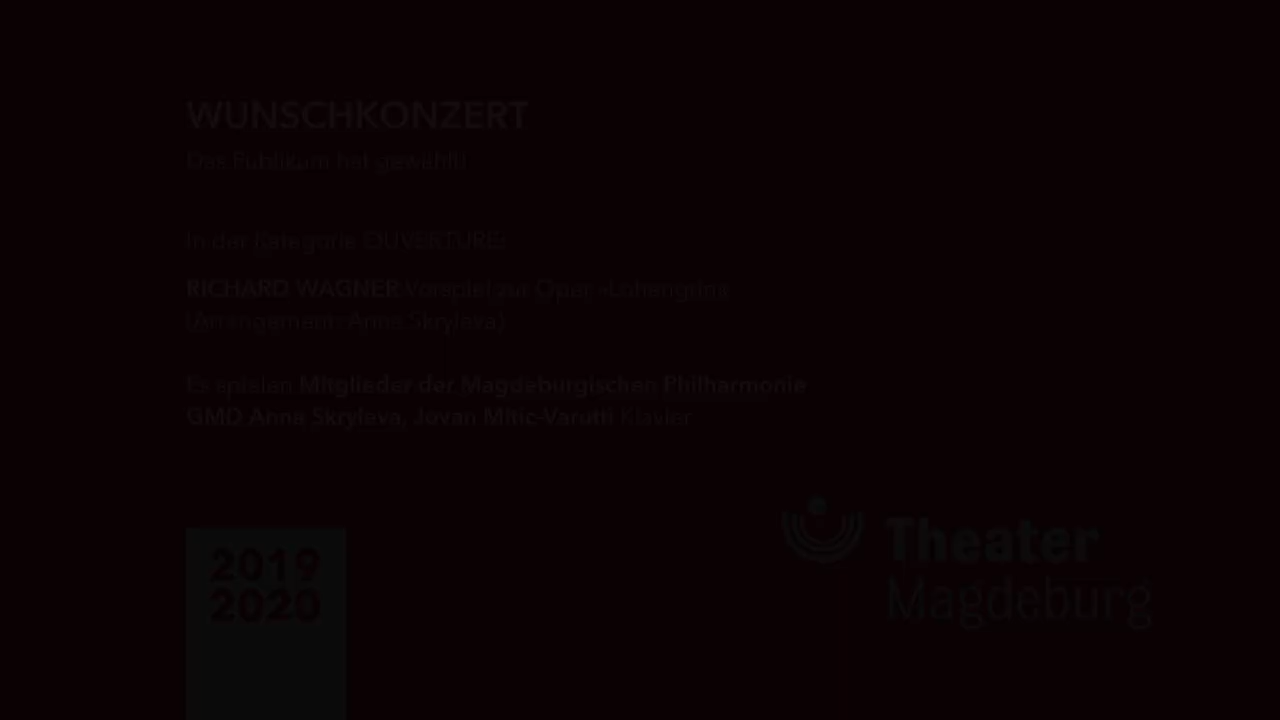 WUNSCHKONZERT
Das Publikum hat gewählt!
In der Kategorie OUVERTÜRE:
RICHARD WAGNER Vorspiel zur Oper »Lohengrin«
(Arrangement: Anna Skryleva)
Es spielen Mitglieder der Magdeburgischen Philharmonie
GMD Anna Skryleva, Jovan Mitic-Varutti Klavier
2019
2020
Theater
Magdeburg